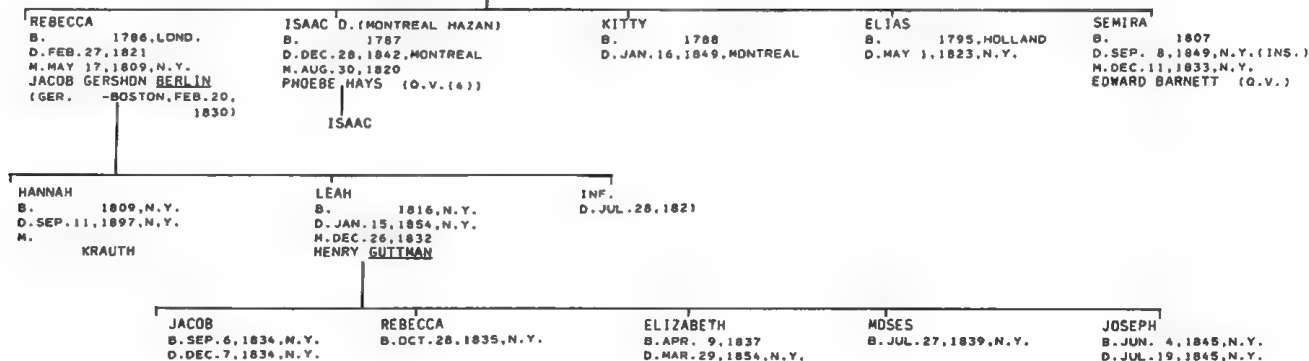 REBECCA
B. 1786,LOND.
D.FEB.27,1821
M.MAY 17,1809,N.Y.
JACOB GERSHON BERLIN
(GER. -BOSTON,FEB.20,
1830)
ISAAC D.(MONTREAL HAZAN)
B. 1787
D.DEC.28,1842,MONTREAL
M.AUG.30,1820
PHOEBE HAYS (Q.V.(4))
ISAAC
KITTY
B. 1788
D.JAN.16,1849,MONTREAL
ELIAS
B. 1795,HOLLAND
D.MAY 1,1823,N.Y.
SEMIRA
B. 1807
D.SEP. 8,1849,N.Y.(INS.)
M.DEC.11,1833,N.Y.
EDWARD BARNETT (Q.V.)
HANNAH
B. 1809,N.Y.
D.SEP.11,1897,N.Y.
M.
KRAUTH
LEAH
B. 1816,N.Y.
D.JAN.15,1854,N.Y.
M.DEC.26,1832
HENRY GUTTMAN
INF.
D.JUL.28,1821
JACOB
B.SEP.6,1834,N.Y.
D.DEC.7,1834,N.Y.
REBECCA
B.OCT.28,1835,N.Y.
ELIZABETH
B.APR. 9,1837
D.MAR.29,1854,N.Y.
MOSES
B.JUL.27,1839,N.Y.
JOSEPH
B.JUN. 4,1845,N.Y.
D.JUL.19,1845,N.Y.